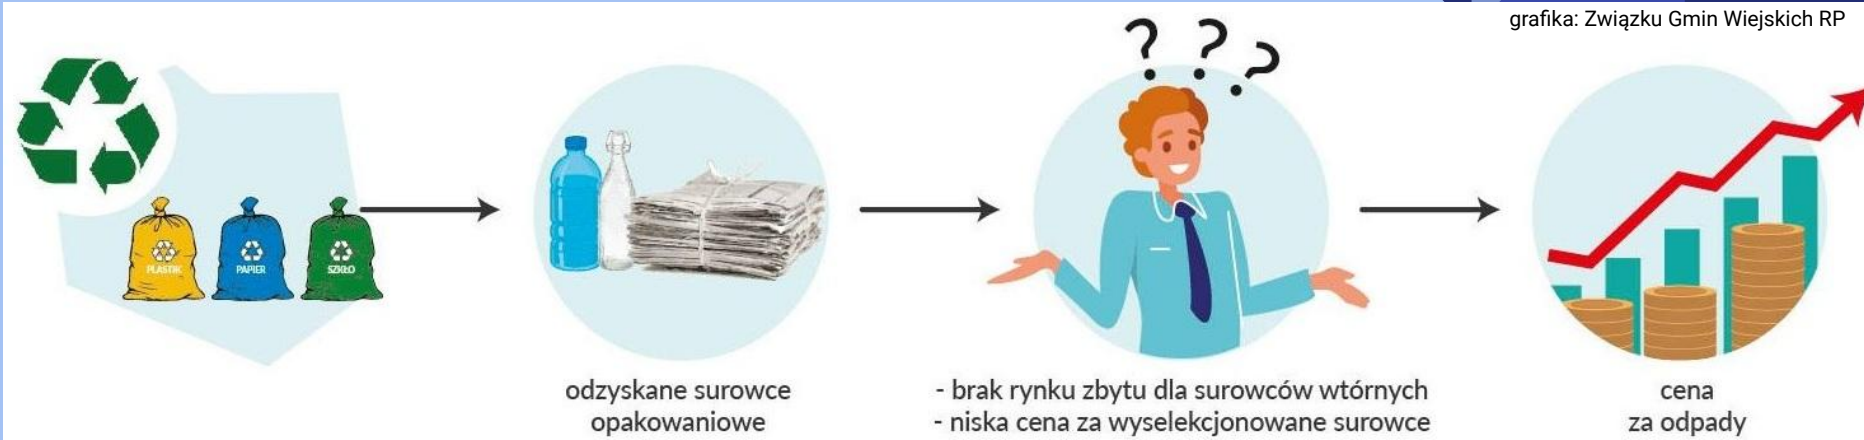 grafika: Związku Gmin Wiejskich RP
? ? ?
PLASTIK
PAPIER
SZKŁO
odzyskane surowce
opakowaniowe
- brak rynku zbytu dla surowców wtórnych
- niska cena za wyselekcjonowane surowce
cena
za odpady